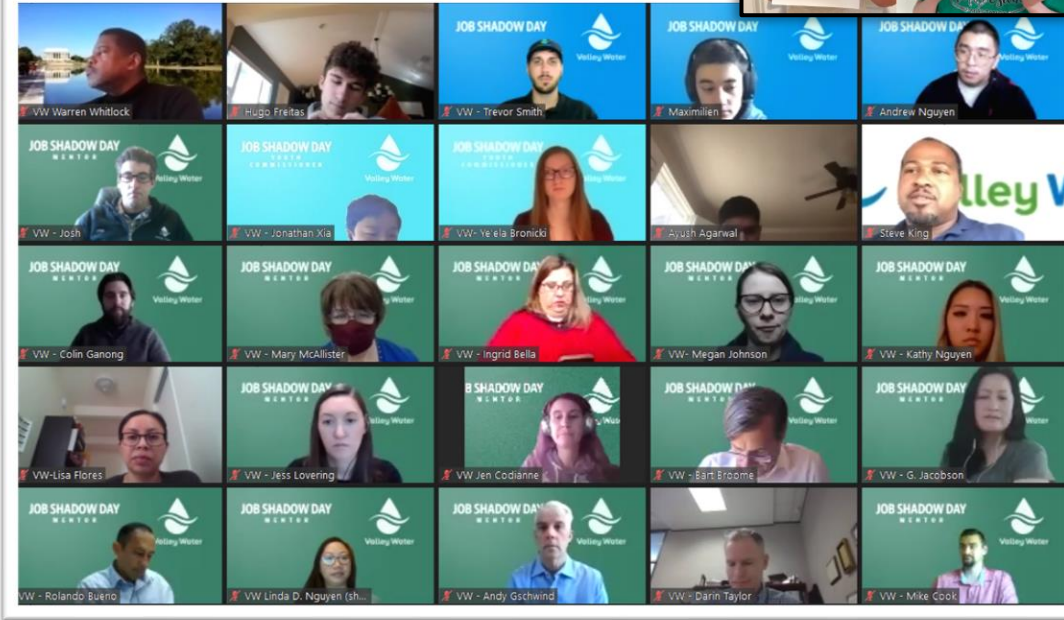 JOB SHADOW DAY
Valley Water
JOB SHADOW DAY
Valley Water
JOB SHADOW DAY
Valley Water
VW Warren Whitlock
Hugo Freitas
VW - Trevor Smith
Maximilien
Andrew Nguyen
JOB SHADOW DAY
MENTOR
Valley Water
JOB SHADOW DAY
YOUTH
COMMISSIONER
Valley Water
JOB SHADOW DAY
YOUTH
COMMISSIONER
Valley Water
lley W
VW - Josh
VW - Jonathan Xia
VW- Ye'ela Bronicki
Ayush Agarwal
Steve King
JOB SHADOW DAY
MENTOR
Valley Water
JOB SHADOW DAY
MENTOR
Valley Water
JOB SHADOW DAY
MENTOR
Valley Water
JOB SHADOW DAY
MENTOR
Valley Water
JOB SHADOW DAY
MENTOR
Valley Water
VW - Colin Ganong
VW - Mary McAllister
VW - Ingrid Bella
VW- Megan Johnson
VW - Kathy Nguyen
JOB SHADOW DAY
MENTOR
Valley Water
B SHADOW DAY
MENTOR
JOB SHADOW DAY
MENTOR
Valley Water
JOB SHADOW DAY
MENTOR
Valley Water
VW-Lisa Flores
VW - Jess Lovering
VW Jen Codianne
VW - Bart Broome
VW - G. Jacobson
JOB SHADOW DAY
MENTOR
Valley Water
JOB SHADOW DAY
MENTOR
Valley Water
JOB SHADOW DAY
MENTOR
Valley Water
JOB SHADOW DAY
MENTOR
Valley Water
VW - Rolando Bueno
VW Linda D. Nguyen (sh...
VW - Andy Gschwind
VW - Darin Taylor
VW - Mike Cook